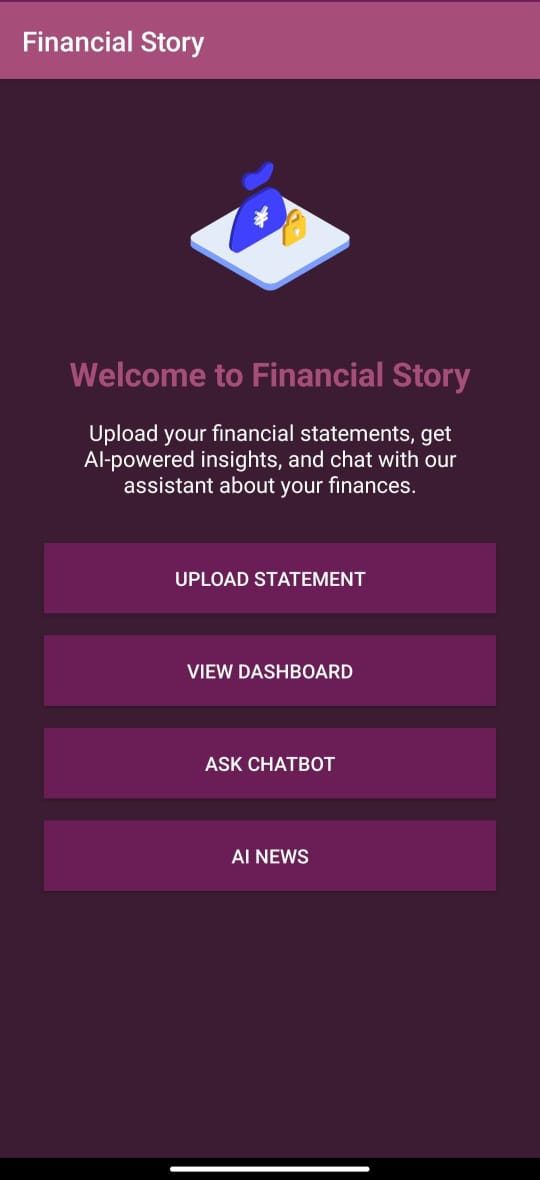 Financial Story
¥
Welcome to Financial Story
Upload your financial statements, get
AI-powered insights, and chat with our
assistant about your finances.
UPLOAD STATEMENT
VIEW DASHBOARD
ASK CHATBOT
AI NEWS